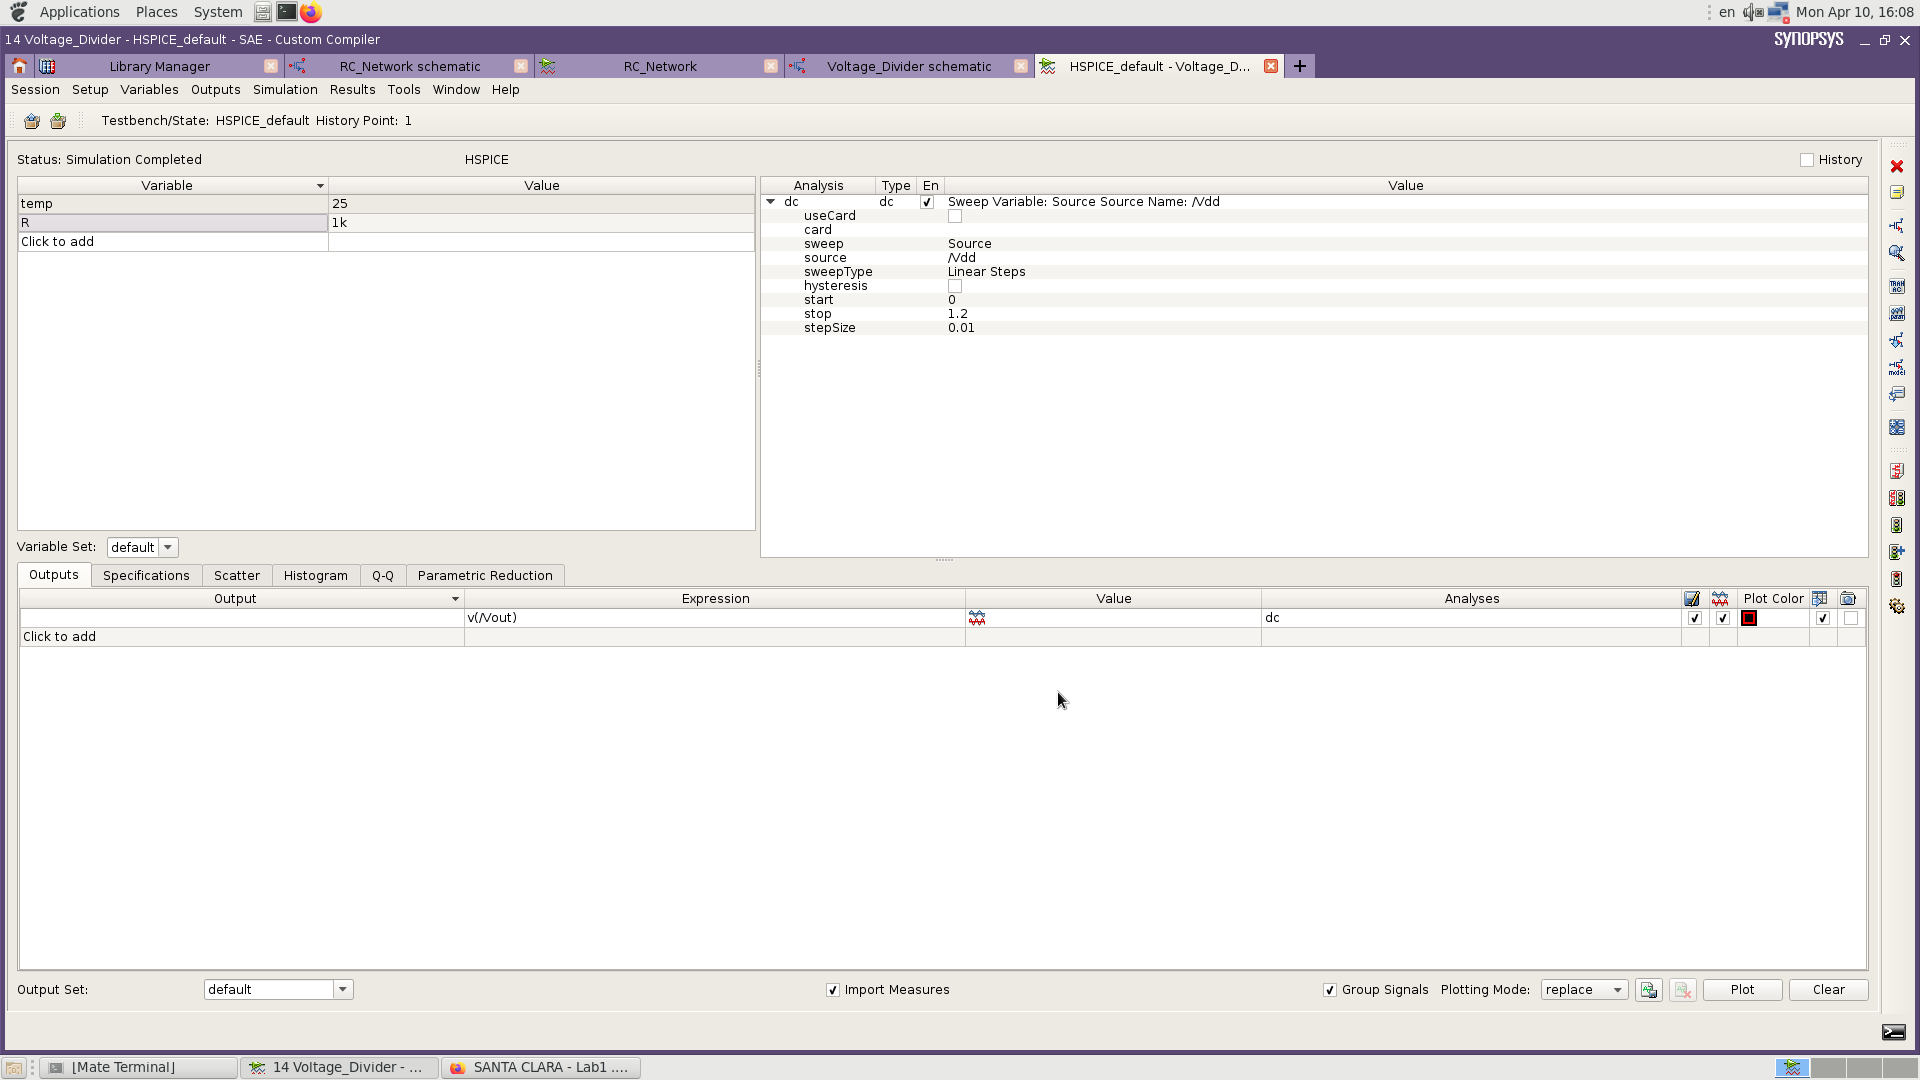 Applications Places System
en Mon Apr 10, 16:08
14 Voltage_Divider - HSPICE_default - SAE - Custom Compiler
SYNOPSYS
Library Manager
RC_Network schematic
RC_Network
Voltage_Divider schematic
HSPICE_default - Voltage_D...
Session Setup Variables Outputs Simulation Results Tools Window Help
Testbench/State: HSPICE_default History Point: 1
Status: Simulation Completed
HSPICE
History
Variable Value
temp 25
R 1k
Click to add
Analysis Type En Value
dc dc Sweep Variable: Source Source Name: /Vdd
useCard
card
sweep Source
source /Vdd
sweepType Linear Steps
hysteresis
start 0
stop 1.2
stepSize 0.01
Variable Set: default
Outputs Specifications Scatter Histogram Q-Q Parametric Reduction
Output Expression Value Analyses Plot Color
v(/Vout) dc
Click to add
Output Set: default
Import Measures
Group Signals Plotting Mode: replace Plot Clear
[Mate Terminal]
14 Voltage_Divider - ...
SANTA CLARA - Lab1 ....